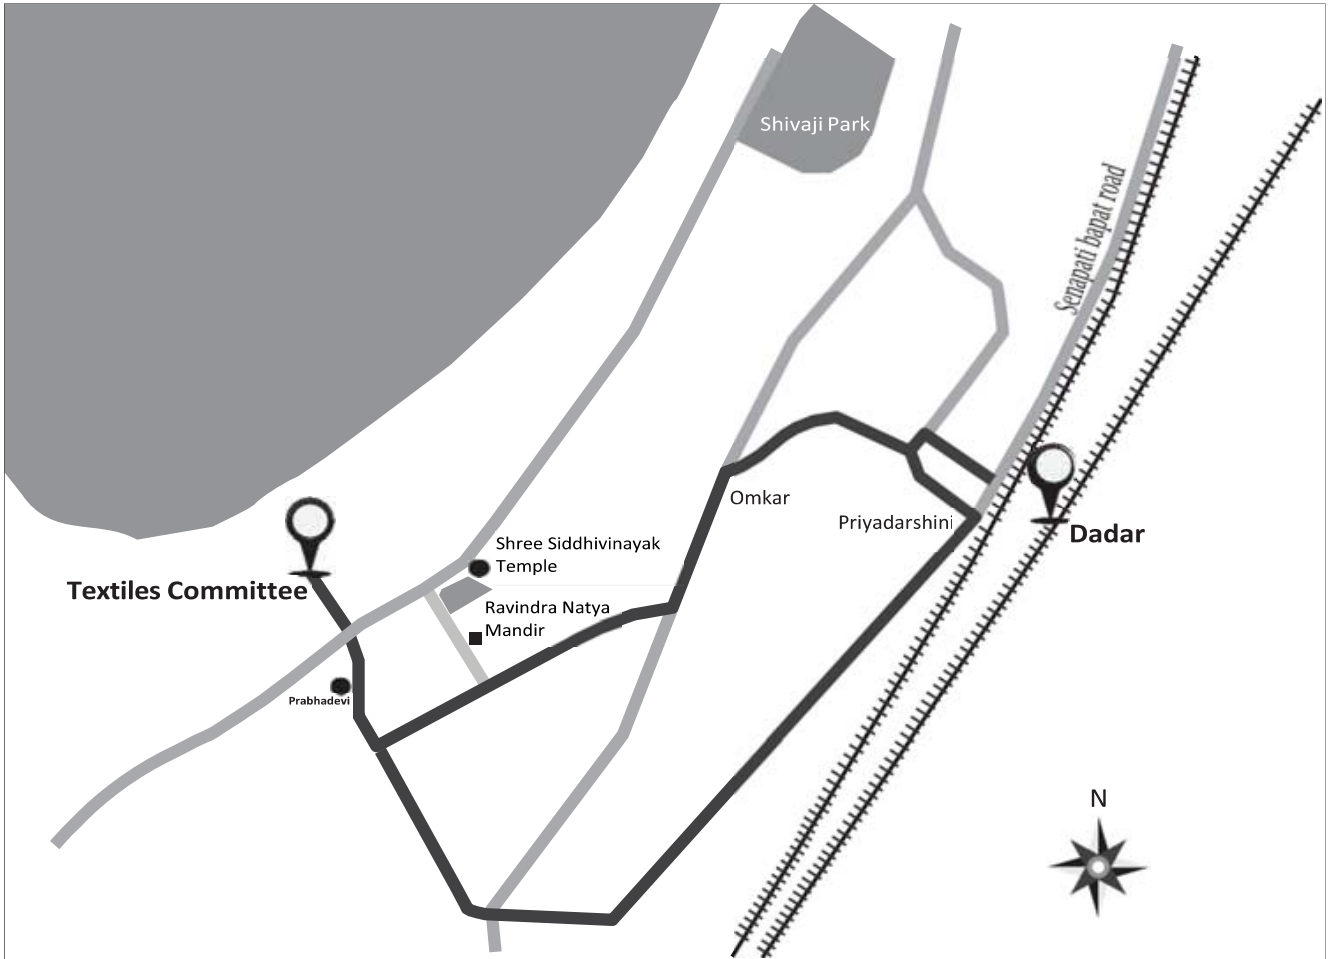 Shivaji Park
Senapati bapat road
Omkar
Priyadarshini
Dadar
Shree Siddhivinayak
Temple
Textiles Committee
Ravindra Natya
Mandir
Prabhadevi
N